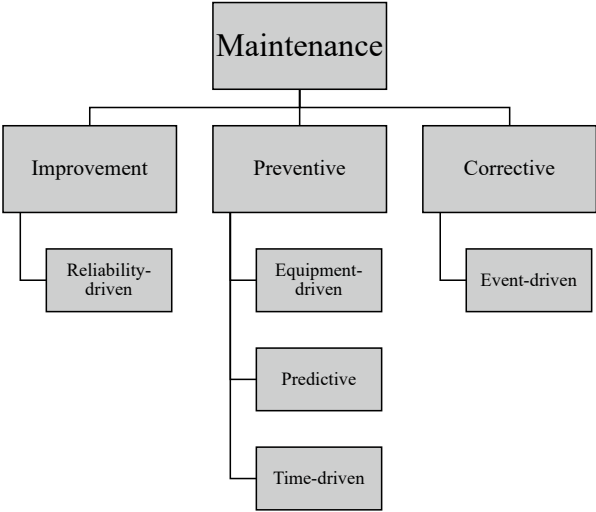 Maintenance
Improvement
Preventive
Corrective
Reliability-
driven
Equipment-
driven
Event-driven
Predictive
Time-driven